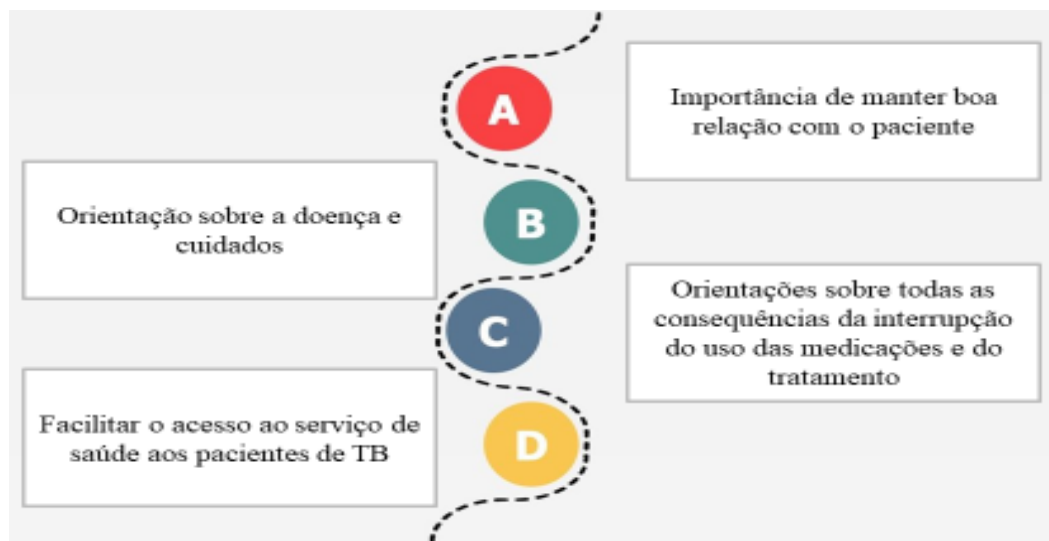 A
Importância de manter boa
relação com o paciente
B
Orientação sobre a doença e
cuidados
C
Orientações sobre todas as
consequências da interrupção
do uso das medicações e do
tratamento
D
Facilitar o acesso ao serviço de
saúde aos pacientes de TB